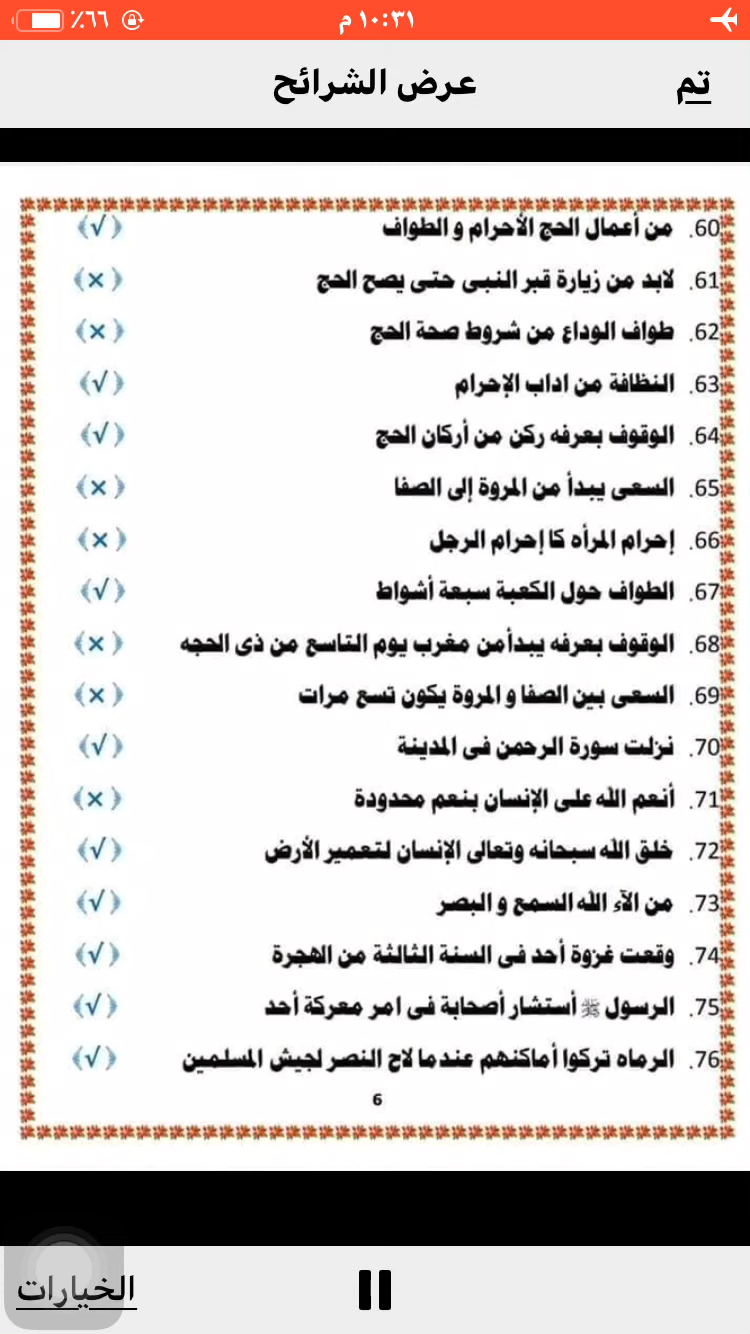 ١٠:٣١ م
٪٦٦
تم
عرض الشرائح
60. من أعمال الحج الأحرام و الطواف (√)
61. لابد من زيارة قبر النبى حتى يصح الحج (×)
62. طواف الوداع من شروط صحة الحج (×)
63. النظافة من اداب الإحرام (√)
64. الوقوف بعرفه ركن من أركان الحج (√)
65. السعى يبدأ من المروة إلى الصفا (×)
66. إحرام المرأه كا إحرام الرجل (×)
67. الطواف حول الكعبة سبعة أشواط (√)
68. الوقوف بعرفه يبدأمن مغرب يوم التاسع من ذى الحجه (×)
69. السعى بين الصفا و المروة يكون تسع مرات (×)
70. نزلت سورة الرحمن فى المدينة (√)
71. أنعم الله على الإنسان بنعم محدودة (×)
72. خلق الله سبحانه وتعالى الإنسان لتعمير الأرض (√)
73. من الآء الله السمع و البصر (√)
74. وقعت غزوة أحد فى السنة الثالثة من الهجرة (√)
75. الرسول ﷺ أستشار أصحابة فى امر معركة أحد (√)
76. الرماه تركوا أماكنهم عندما لاح النصر لجيش المسلمين (√)
6
الخيارات